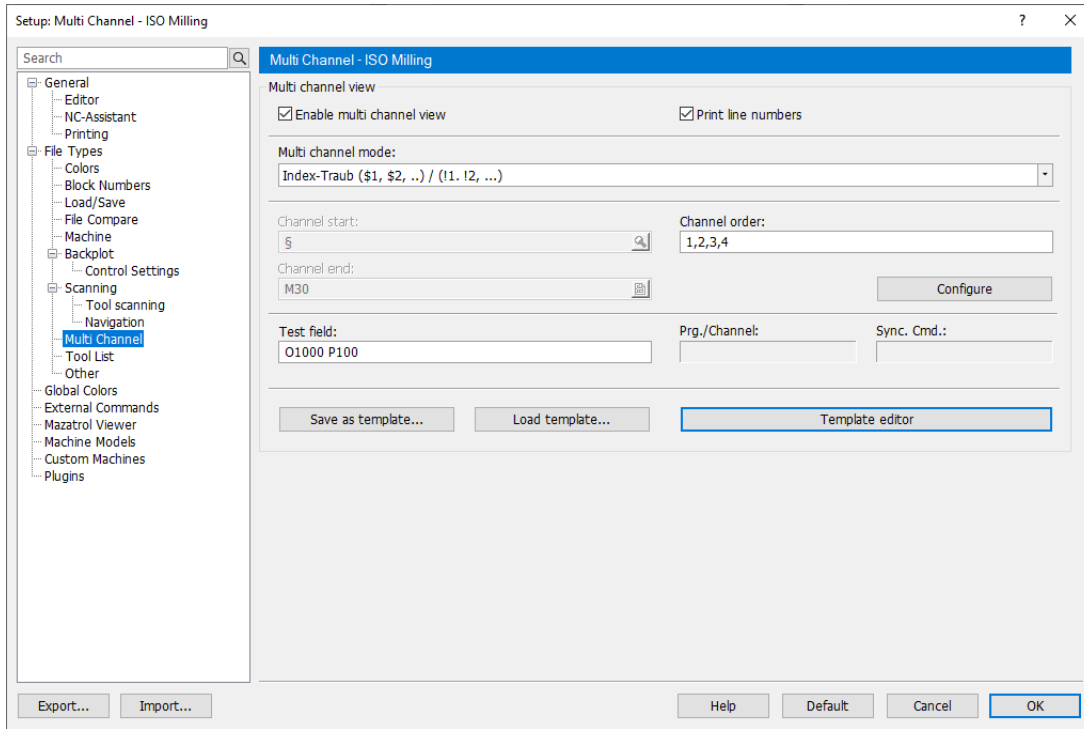 Setup: Multi Channel - ISO Milling
?
Search
General
Editor
NC-Assistant
Printing
File Types
Colors
Block Numbers
Load/Save
File Compare
Machine
Backplot
Control Settings
Scanning
Tool scanning
Navigation
Multi Channel
Tool List
Other
Global Colors
External Commands
Mazatrol Viewer
Machine Models
Custom Machines
Plugins
Multi Channel - ISO Milling
Multi channel view
Enable multi channel view
Print line numbers
Multi channel mode:
Index-Traub ($1, $2, ..) / (!1. !2, ...)
Channel start:
§
Channel order:
1,2,3,4
Channel end:
M30
Configure
Test field:
O1000 P100
Prg./Channel:
Sync. Cmd.:
Save as template...
Load template...
Template editor
Export...
Import...
Help
Default
Cancel
OK